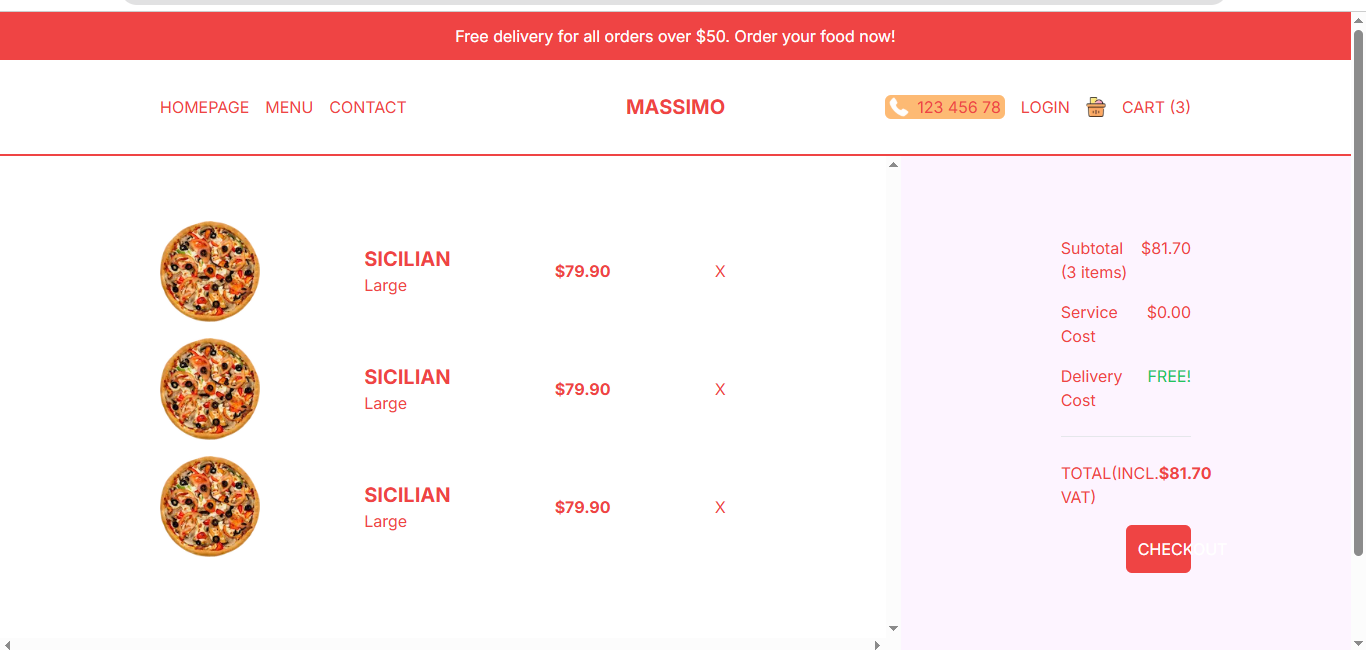 Free delivery for all orders over $50. Order your food now!
HOMEPAGE MENU CONTACT MASSIMO 123 456 78 LOGIN CART (3)
SICILIAN
Large
$79.90
X
SICILIAN
Large
$79.90
X
SICILIAN
Large
$79.90
X
Subtotal $81.70
(3 items)
Service $0.00
Cost
Delivery FREE!
Cost
TOTAL(INCL.$81.70
VAT)
CHECKOUT